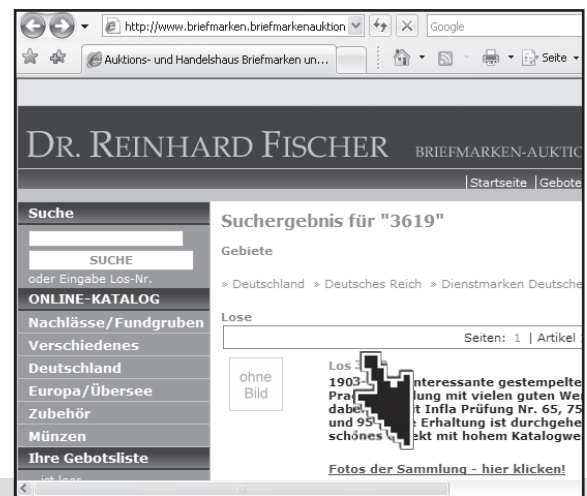 http://www.briefmarken.briefmarkenauktion
Google
Auktions- und Handelshaus Briefmarken un...
Seite
DR. REINHARD FISCHER
BRIEFMARKEN-AUKTIO
|Startseite |Gebote
Suche
SUCHE
oder Eingabe Los-Nr.
ONLINE-KATALOG
Nachlässe/Fundgruben
Verschiedenes
Deutschland
Europa/Übersee
Zubehör
Münzen
Ihre Gebotsliste
Suchergebnis für "3619"
Gebiete
» Deutschland » Deutsches Reich » Dienstmarken Deutsche
Lose
Seiten: 1 | Artikel
ohne
Bild
Los 3
1903- nteressante gestempelte
Pra lung mit vielen guten We
dabe t Infla Prüfung Nr. 65, 75
und 95 Erhaltung ist durchgehe
schönes ekt mit hohem Katalogwe
Fotos der Sammlung - hier klicken!